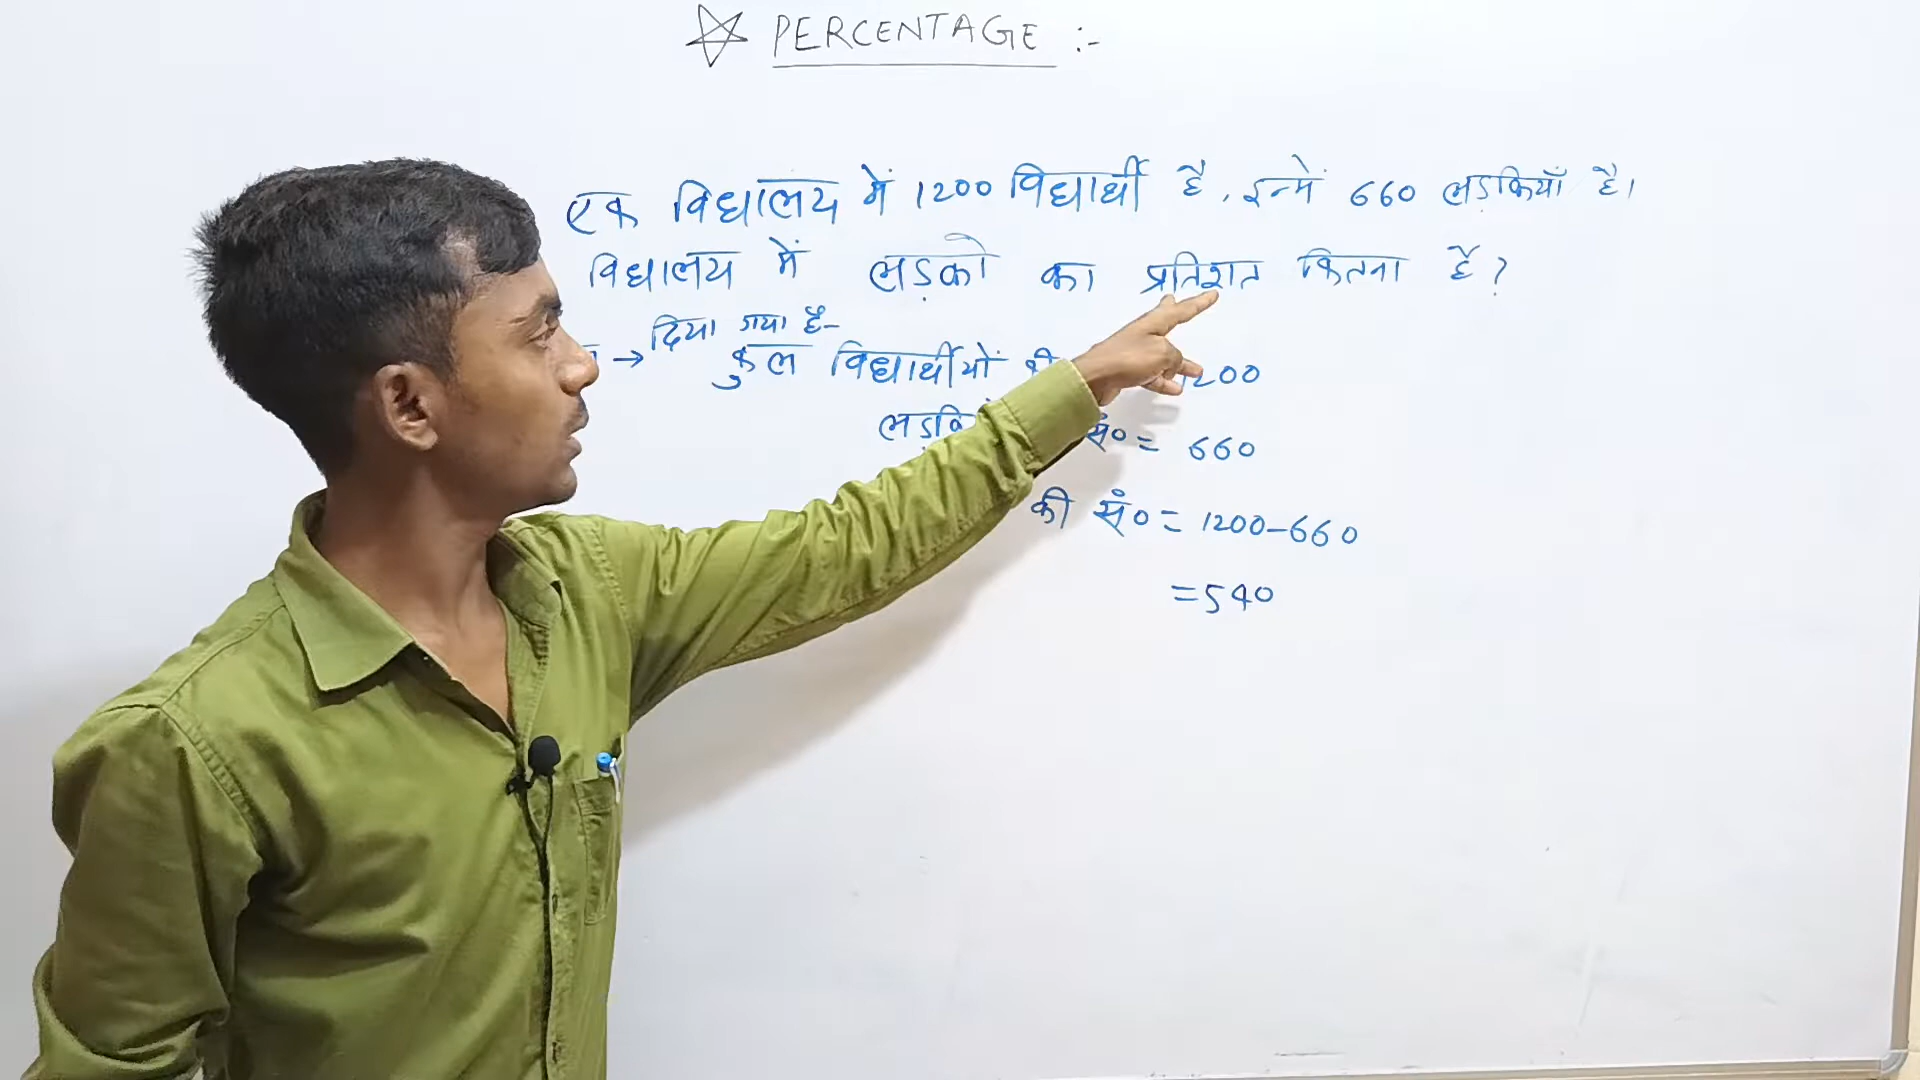 ☆ PERCENTAGE :-
एक विधालय में 1200 विद्यार्थी है, इनमें 660 लड़कियाँ है।
विधालय में लड़को का प्रतिशत कितना है?
→ दिया गया है-
कुल विद्यार्थीयों 1200
सं० = 660
की सं० = 1200-660
=540